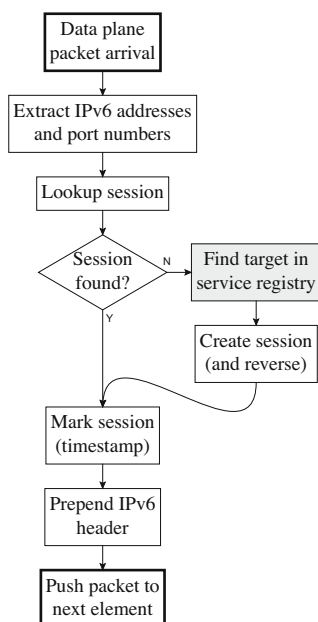 Data plane
packet arrival
Extract IPv6 addresses
and port numbers
Lookup session
Session
found?
N
Y
Find target in
service registry
Create session
(and reverse)
Mark session
(timestamp)
Prepend IPv6
header
Push packet to
next element